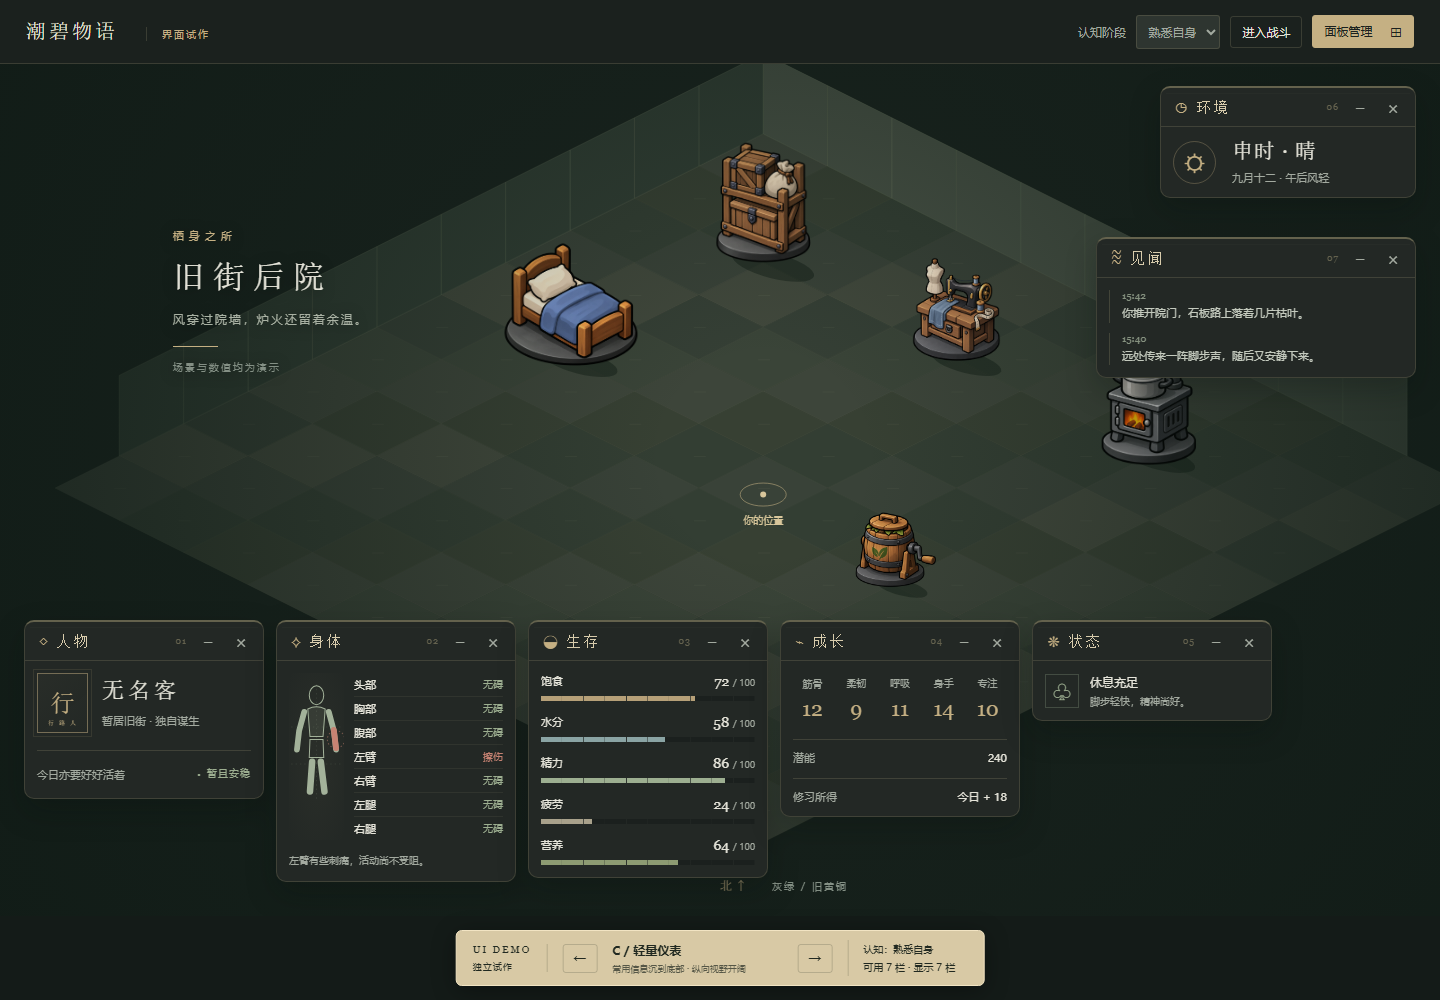 潮碧物语
界面试作
认知阶段
熟悉自身
进入战斗
面板管理
环境
06
申时 · 晴
九月十二 · 午后风轻
见闻
07
15:42
你推开院门，石板路上落着几片枯叶。
15:40
远处传来一阵脚步声，随后又安静下来。
栖身之所
旧街后院
风穿过院墙，炉火还留着余温。
场景与数值均为演示
你的位置
人物
01
行
行路人
无名客
暂居旧街 · 独自谋生
今日亦要好好活着
· 暂且安稳
身体
02
头部 无碍
胸部 无碍
腹部 无碍
左臂 擦伤
右臂 无碍
左腿 无碍
右腿 无碍
左臂有些刺痛，活动尚不受阻。
生存
03
饱食 72 / 100
水分 58 / 100
精力 86 / 100
疲劳 24 / 100
营养 64 / 100
成长
04
筋骨 柔韧 呼吸 身手 专注
12 9 11 14 10
潜能 240
修习所得 今日 + 18
状态
05
休息充足
脚步轻快，精神尚好。
北 ↑
灰绿 / 旧黄铜
UI DEMO
独立试作
←
C / 轻量仪表
常用信息沉到底部 · 纵向视野开阔
→
认知：熟悉自身
可用 7 栏 · 显示 7 栏